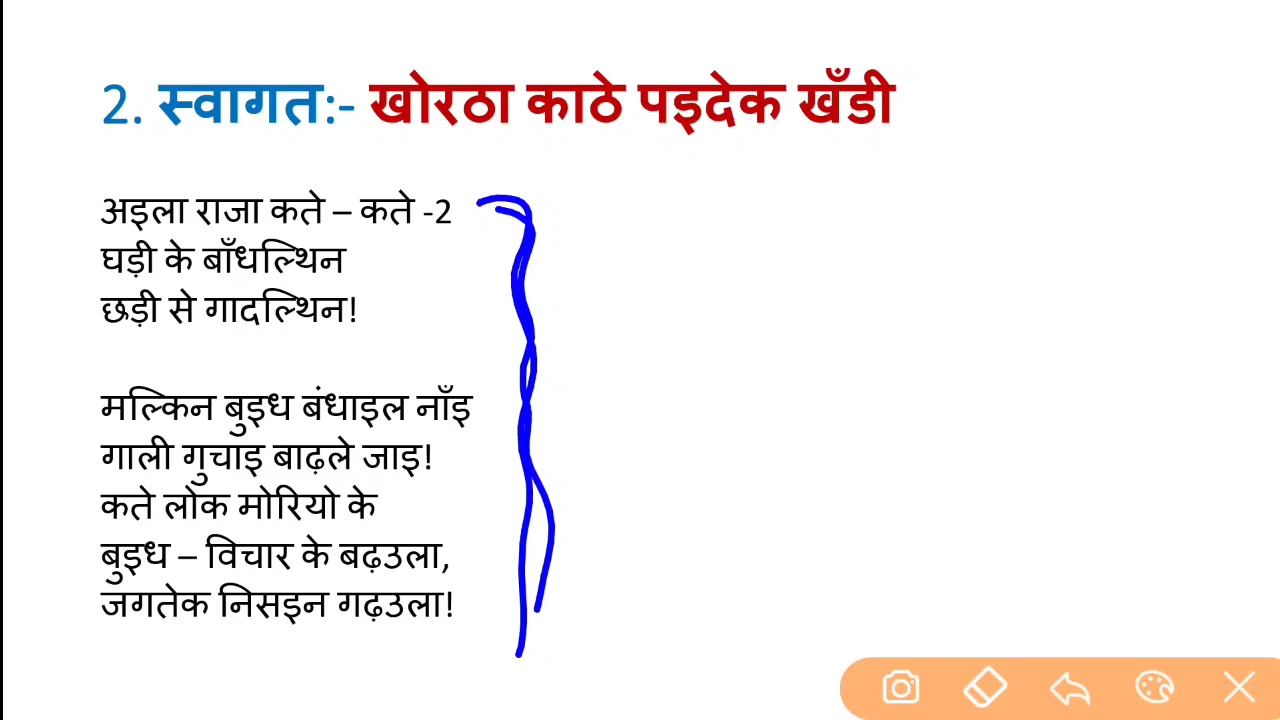 2. स्वागत:- खोरठा काठे पइदेक खँडी
अइला राजा कते – कते -2
घड़ी के बाँधल्थिन
छड़ी से गादल्थिन!
मल्किन बुइध बंधाइल नाँइ
गाली गुचाइ बाढ़ले जाइ!
कते लोक मोरियो के
बुइध – विचार के बढ़उला,
जगतेक निसइन गढ़उला!